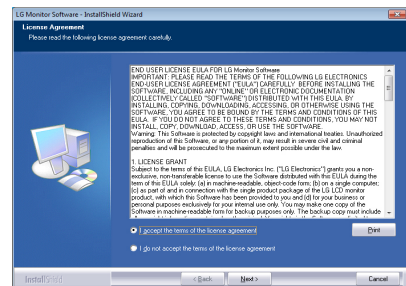 LG Monitor Software - InstallShield Wizard
License Agreement
Please read the following license agreement carefully.
END USER LICENSE EULA FOR LG Monitor Software
IMPORTANT: PLEASE READ THE TERMS OF THE FOLLOWING LG ELECTRONICS
END-USER LICENSE AGREEMENT ("EULA") CAREFULLY BEFORE INSTALLING THE
SOFTWARE, INCLUDING ANY "ONLINE" OR ELECTRONIC DOCUMENTATION
(COLLECTIVELY CALLED "SOFTWARE") DISTRIBUTED WITH THIS EULA. BY
INSTALLING, COPYING, DOWNLOADING, ACCESSING, OR OTHERWISE USING THE
SOFTWARE, YOU AGREE TO BE BOUND BY THE TERMS AND CONDITIONS OF THIS
EULA. IF YOU DO NOT AGREE TO THESE TERMS AND CONDITIONS, YOU MAY NOT
INSTALL, COPY, DOWNLOAD, ACCESS, OR USE THE SOFTWARE.
Warning: This Software is protected by copyright laws and international treaties. Unauthorized
reproduction of this Software, or any portion of it, may result in severe civil and criminal
penalties and will be prosecuted to the maximum extent possible under the law.
1. LICENSE GRANT
Subject to the terms of this EULA, LG Electronics Inc. ("LG Electronics") grants you a non-
exclusive, non-transferable license to use the Software distributed with this EULA during the
term of this EULA solely: (a) in machine-readable, object-code form; (b) on a single computer;
(c) as part of and in connection with the single product package of the LG LCD monitor
product, with which this Software has been provided to you and (d) for your business or
personal purposes exclusively for your internal use only. You may make one copy of the
Software in machine-readable form for backup purposes only. The backup copy must include
I accept the terms of the license agreement
Print
I do not accept the terms of the license agreement
InstallShield
< Back
Next >
Cancel